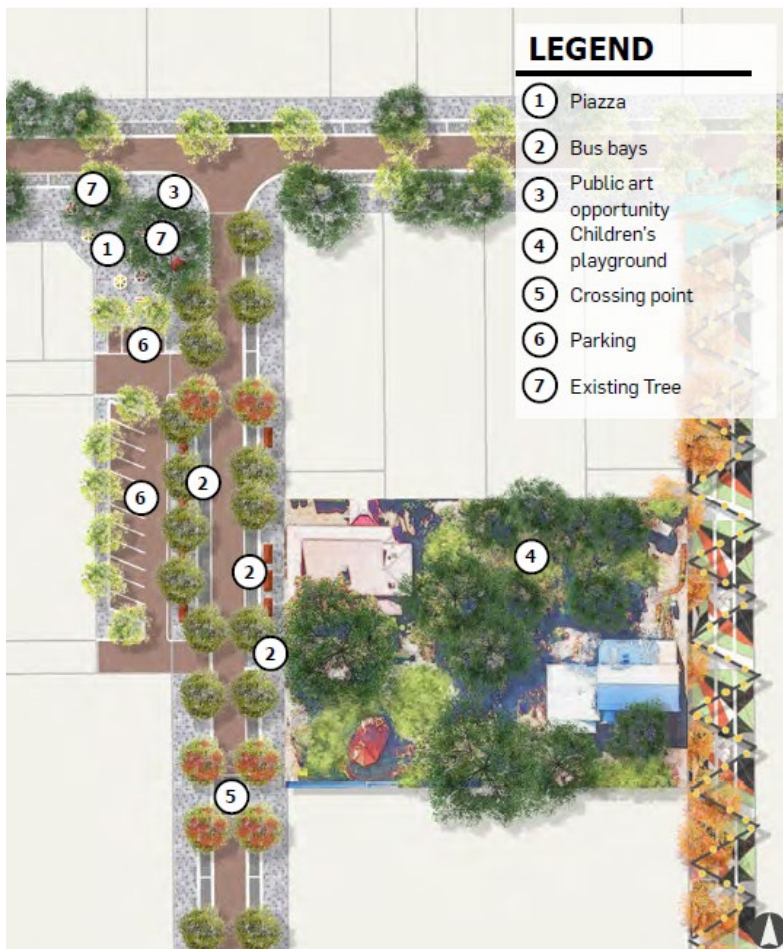 LEGEND
1 Piazza
2 Bus bays
3 Public art
opportunity
4 Children's
playground
5 Crossing point
6 Parking
7 Existing Tree
7
3
1
7
6
2
6
4
2
2
5